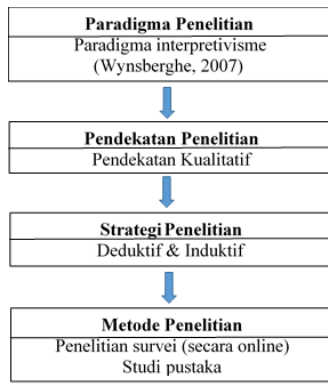 Paradigma Penelitian
Paradigma interpretivisme
(Wynsberghe, 2007)
Pendekatan Penelitian
Pendekatan Kualitatif
Strategi Penelitian
Deduktif & Induktif
Metode Penelitian
Penelitian survei (secara online)
Studi pustaka